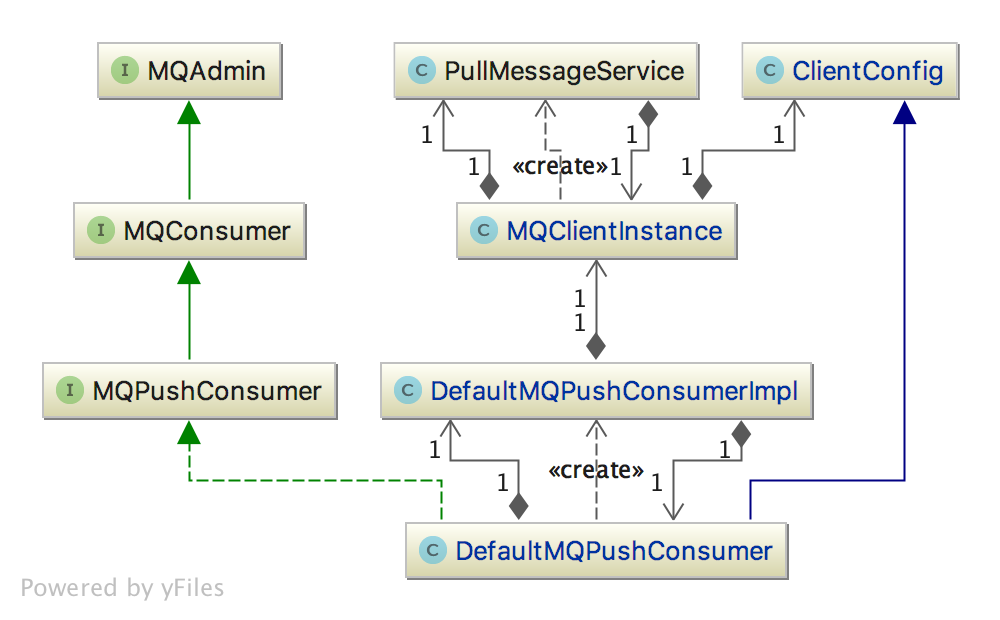 I MQAdmin
C PullMessageService
C ClientConfig
1 1 1
1 «create» 1 1
I MQConsumer
C MQClientInstance
1
1
I MQPushConsumer
C DefaultMQPushConsumerImpl
1 1
1 «create» 1
C DefaultMQPushConsumer
Powered by yFiles